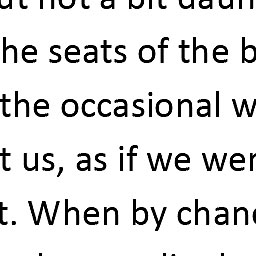 ut not a bit daun
he seats of the b
the occasional w
t us, as if we wer
t. When by chanc